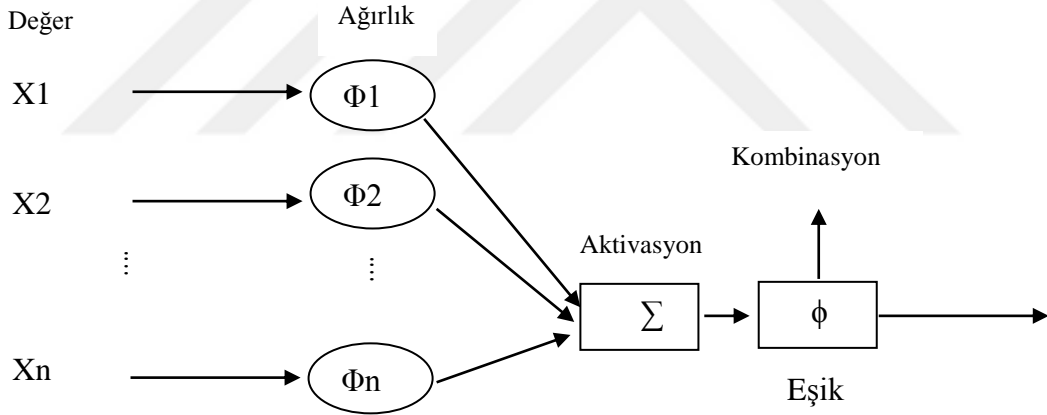 Değer
Ağırlık
X1
Φ1
Kombinasyon
X2
Φ2
Aktivasyon
∑
ϕ
Xn
Φn
Eşik